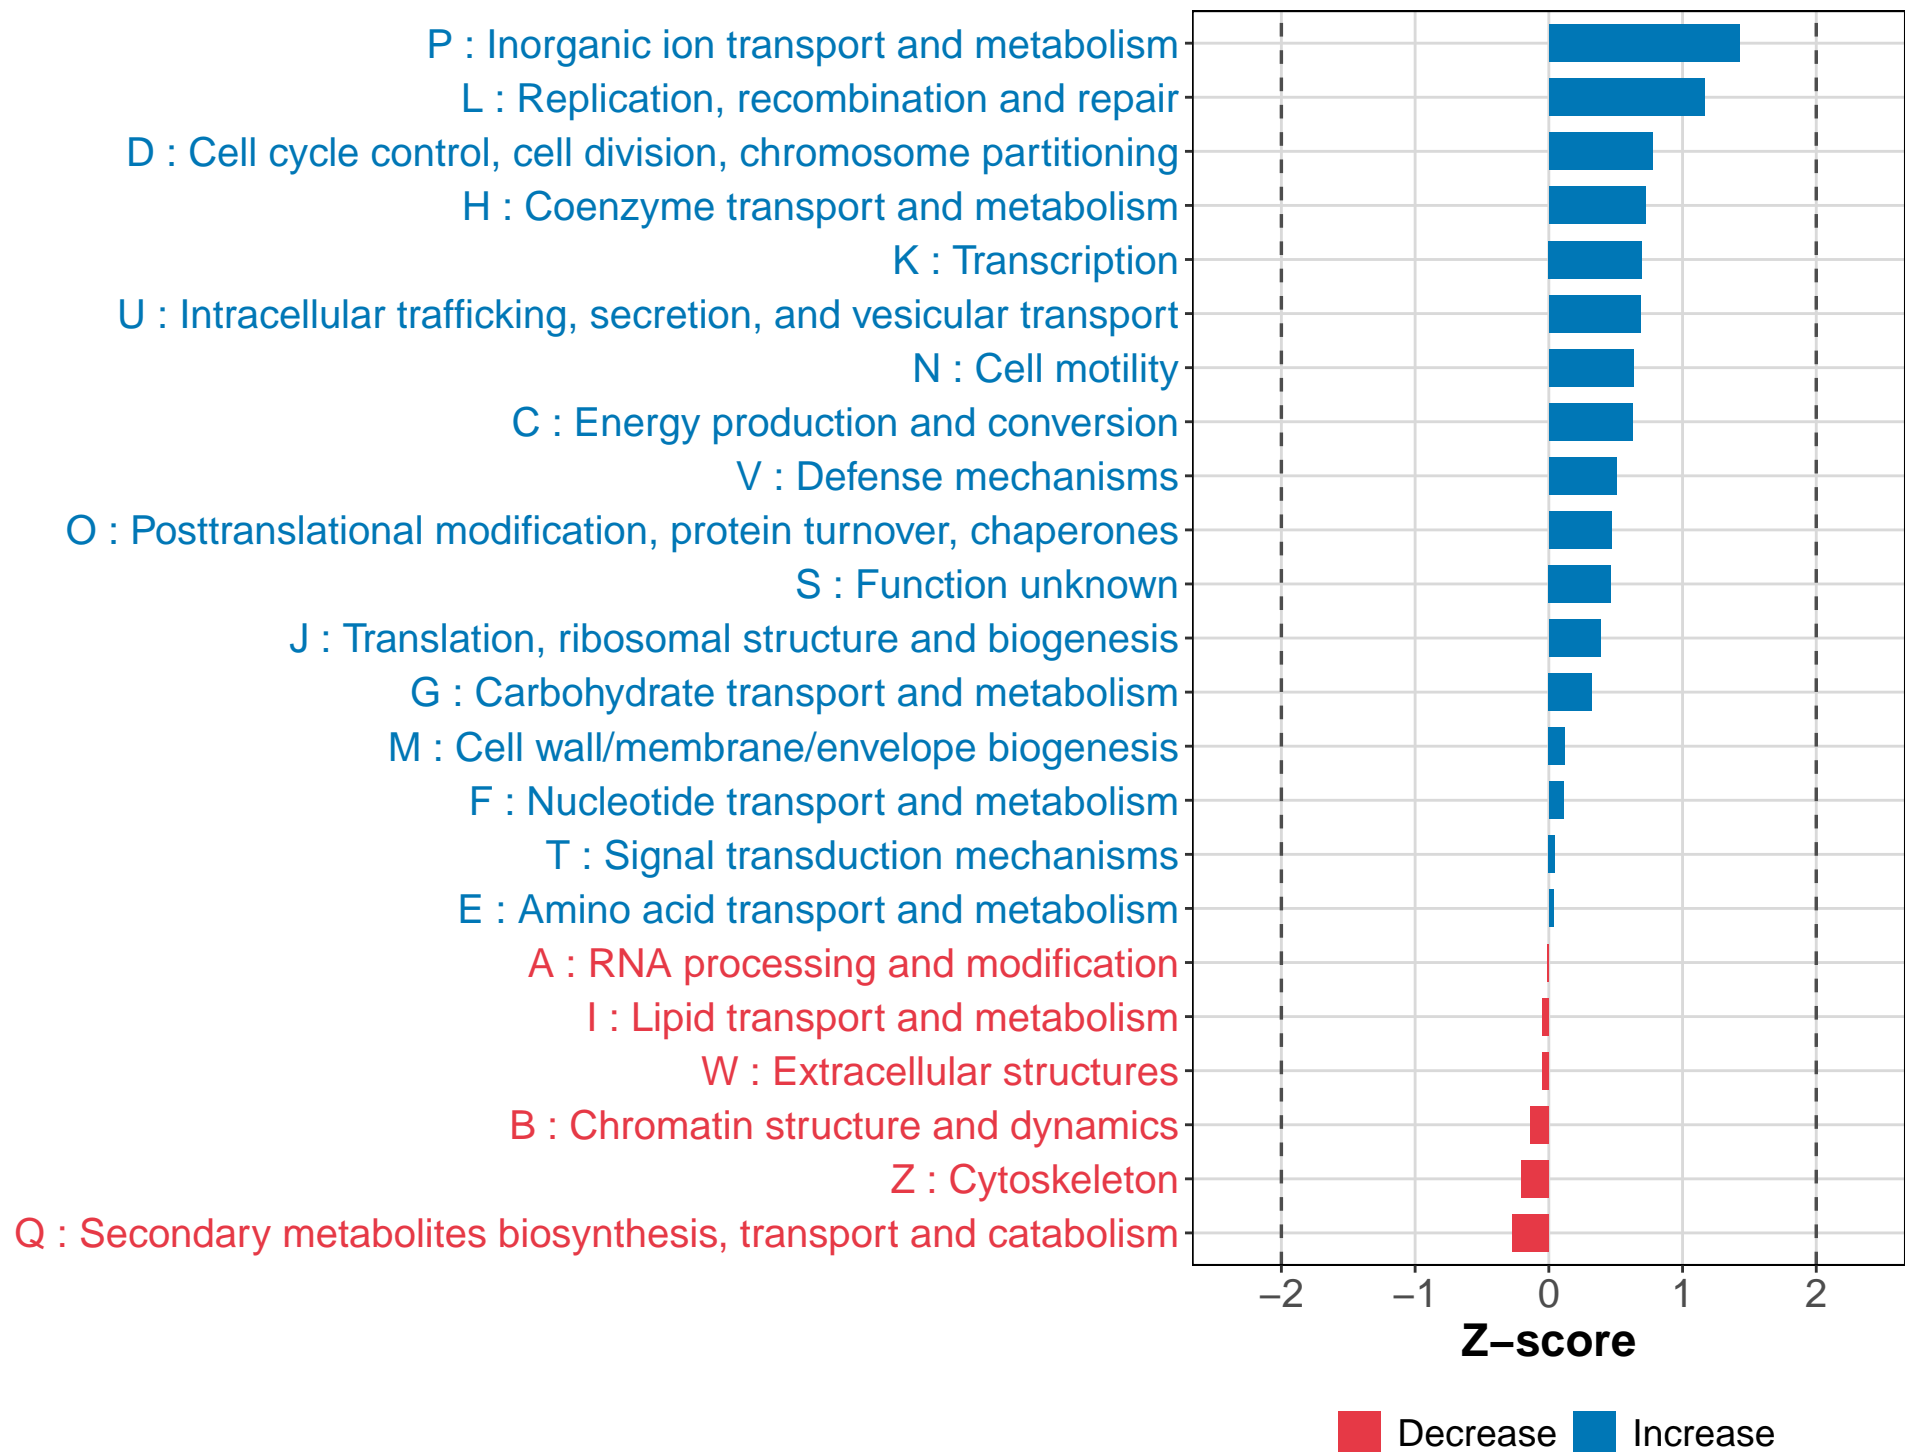 P : Inorganic ion transport and metabolism
L : Replication, recombination and repair
D : Cell cycle control, cell division, chromosome partitioning
H : Coenzyme transport and metabolism
K : Transcription
U : Intracellular trafficking, secretion, and vesicular transport
N : Cell motility
C : Energy production and conversion
V : Defense mechanisms
O : Posttranslational modification, protein turnover, chaperones
S : Function unknown
J : Translation, ribosomal structure and biogenesis
G : Carbohydrate transport and metabolism
M : Cell wall/membrane/envelope biogenesis
F : Nucleotide transport and metabolism
T : Signal transduction mechanisms
E : Amino acid transport and metabolism
A : RNA processing and modification
I : Lipid transport and metabolism
W : Extracellular structures
B : Chromatin structure and dynamics
Z : Cytoskeleton
Q : Secondary metabolites biosynthesis, transport and catabolism
−2 −1 0 1 2
Z−score
Decrease Increase